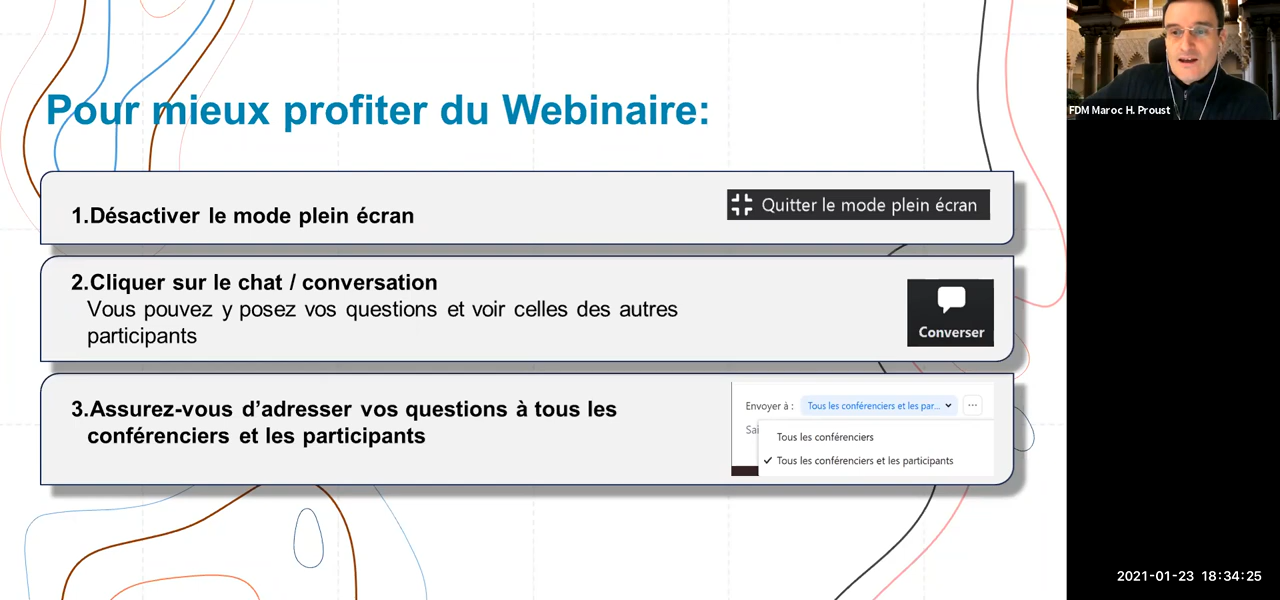 Pour mieux profiter du Webinaire:
1.Désactiver le mode plein écran
Quitter le mode plein écran
2.Cliquer sur le chat / conversation
Vous pouvez y posez vos questions et voir celles des autres
participants
Converser
3.Assurez-vous d’adresser vos questions à tous les
conférenciers et les participants
Envoyer à :
Tous les conférenciers et les par...
...
Sai
Tous les conférenciers
Tous les conférenciers et les participants
FDM Maroc H. Proust
2021-01-23 18:34:25